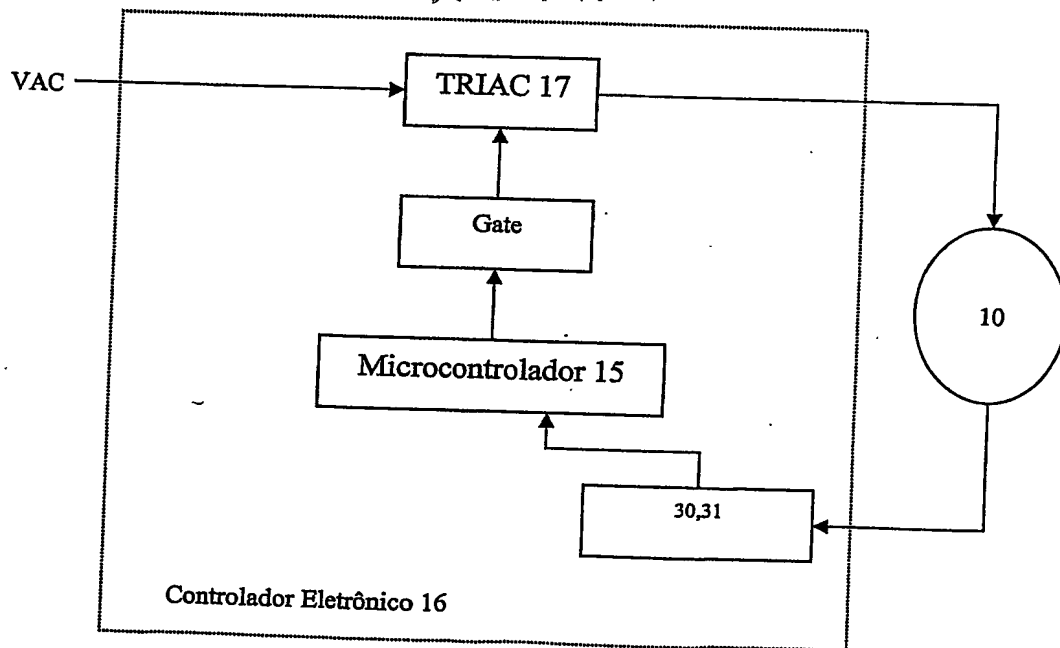 VAC
TRIAC 17
Gate
10
Microcontrolador 15
30,31
Controlador Eletrônico 16